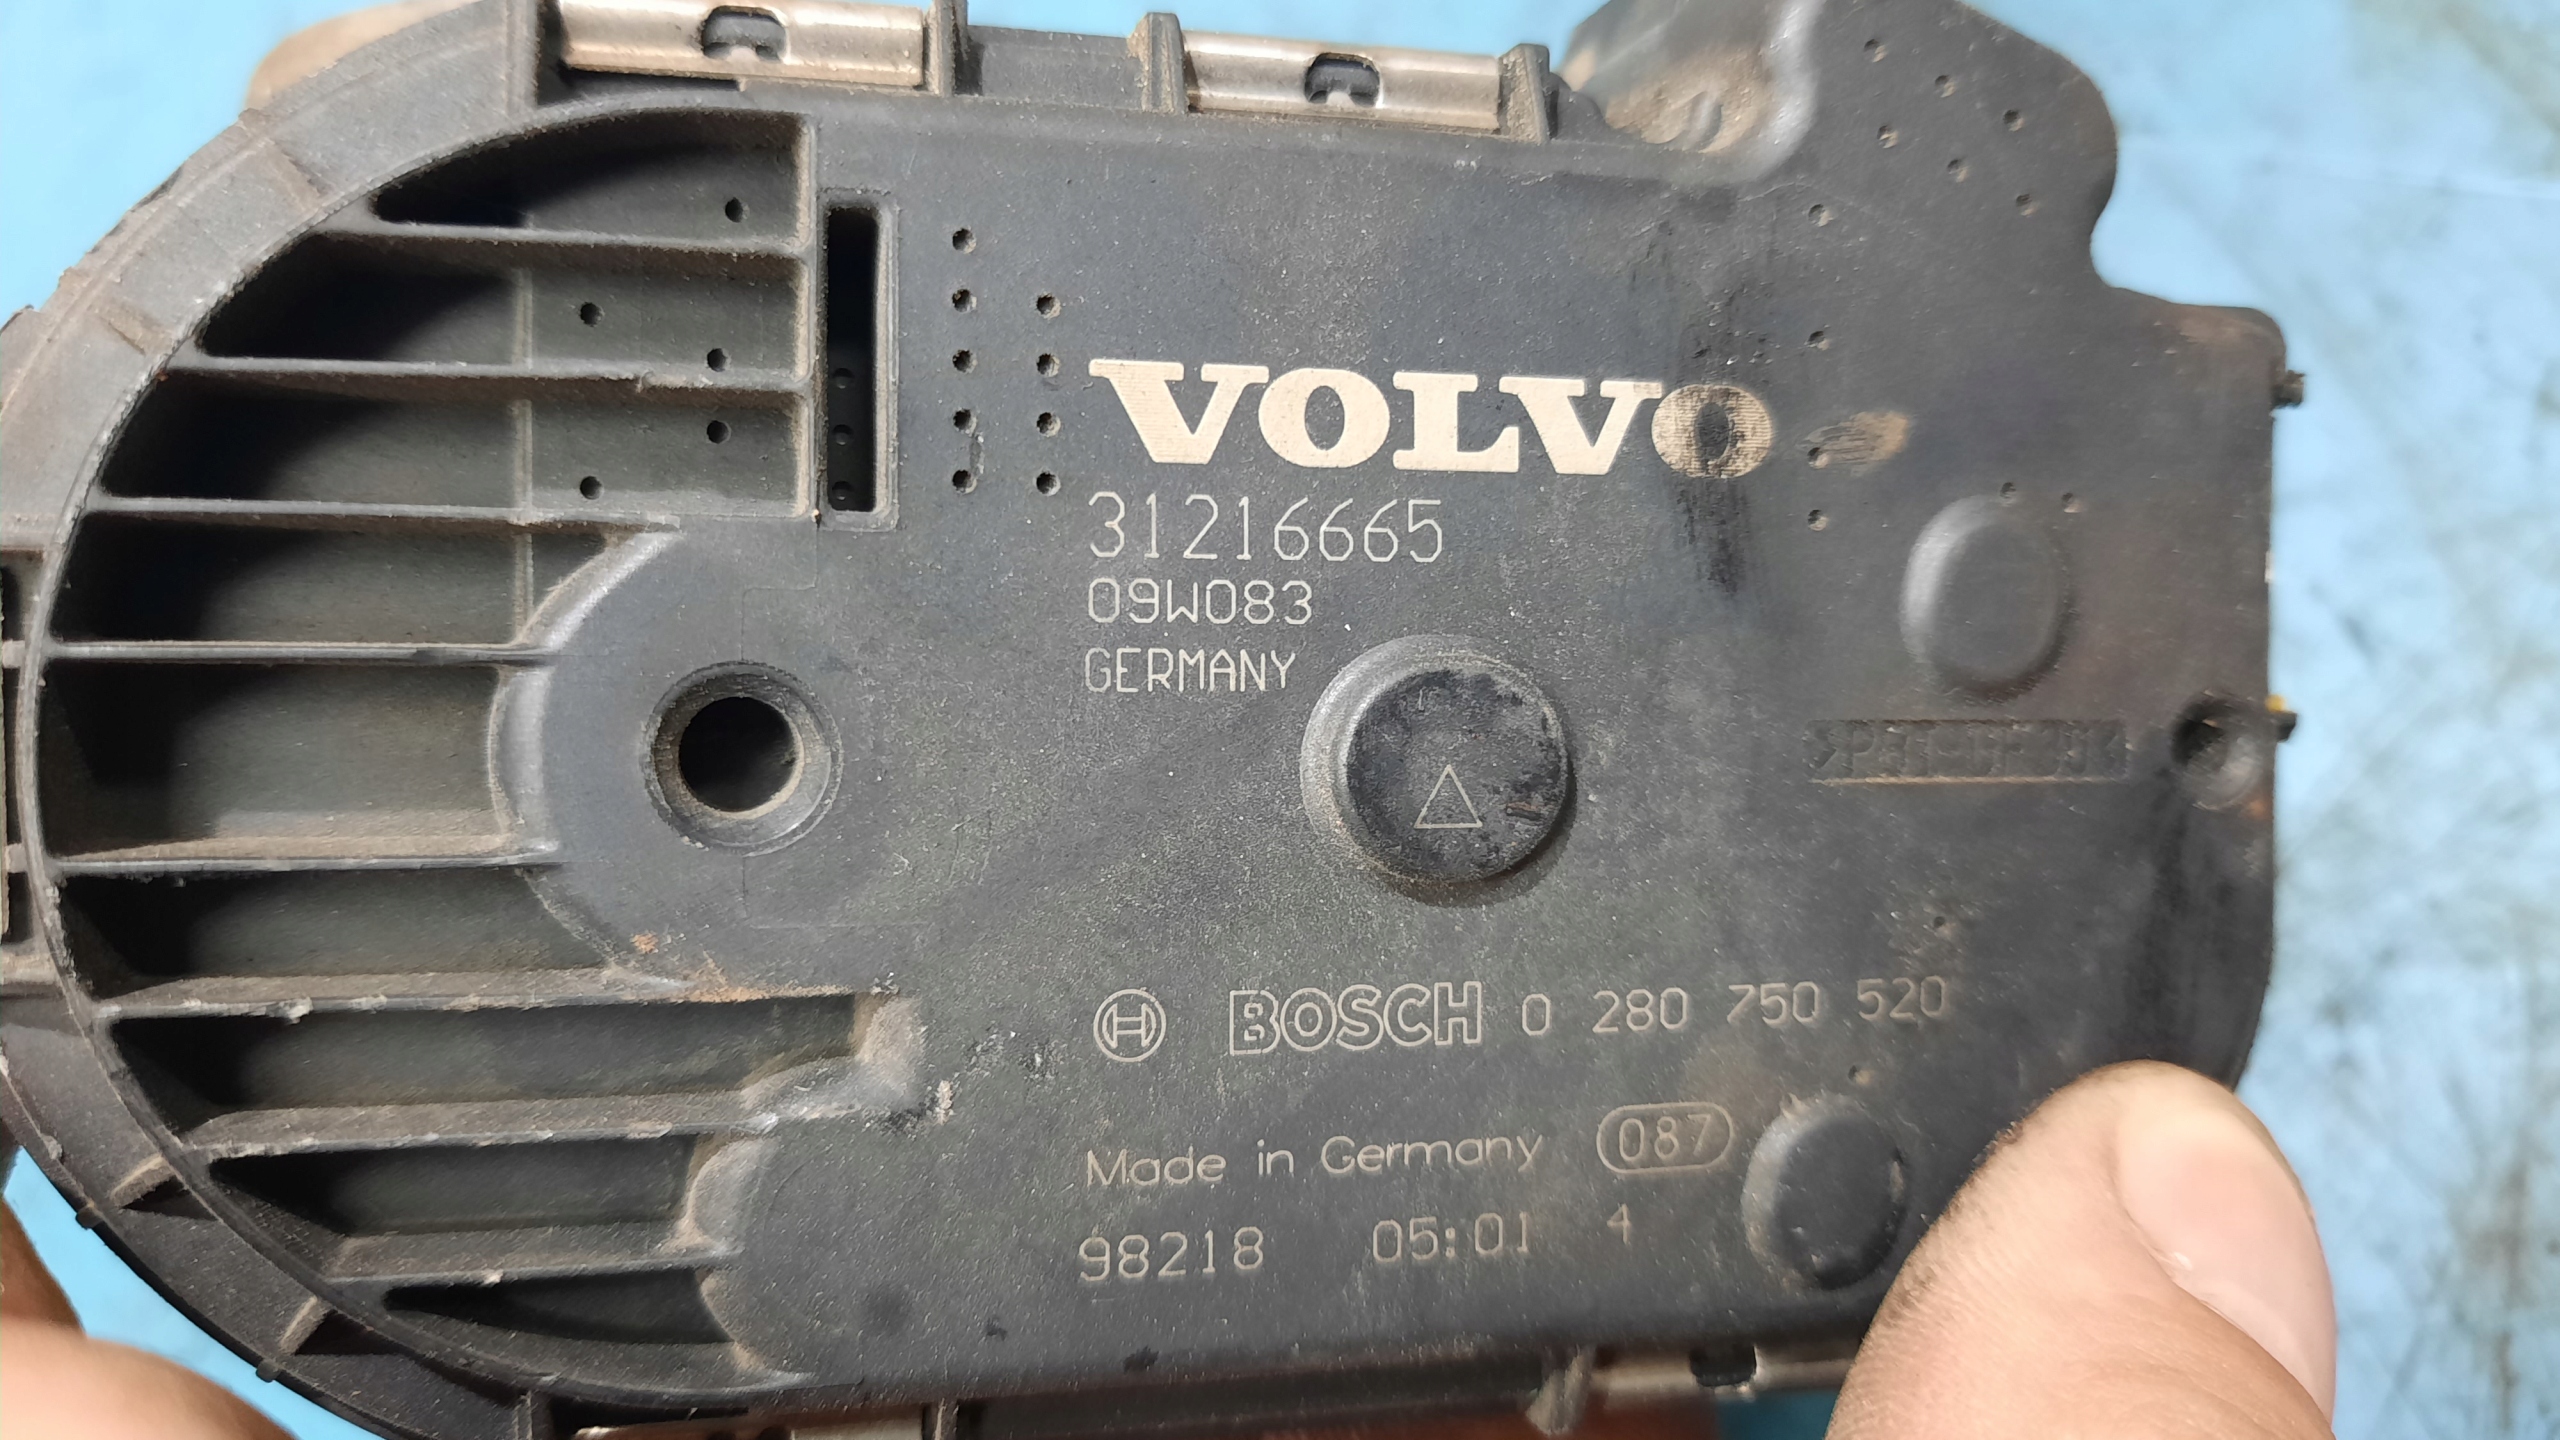 VOLVO
31216665
09W083
GERMANY
BOSCH 0 280 750 520
Made in Germany 087
98218 05:01 4